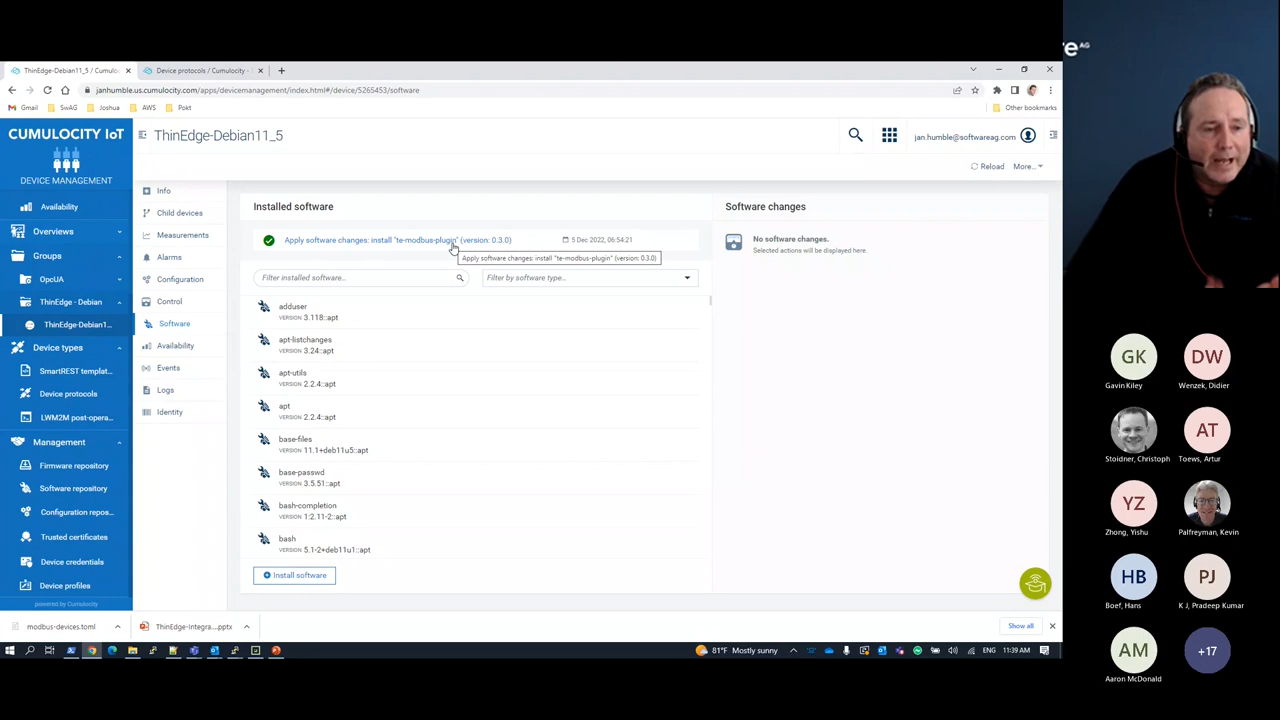 ThinEdge-Debian11_5 / Cumuloc
Device protocols / Cumulocity -
janhumble.us.cumulocity.com/apps/devicemanagement/index.html#/device/5265453/software
Gmail
SwAG
Joshua
AWS
Pokt
Other bookmarks
CUMULOCITY IoT
DEVICE MANAGEMENT
Availability
Overviews
Groups
OpcUA
ThinEdge - Debian
ThinEdge-Debian1...
Device types
SmartREST templat...
Device protocols
LWM2M post-opera...
Management
Firmware repository
Software repository
Configuration repos...
Trusted certificates
Device credentials
Device profiles
powered by Cumulocity
ThinEdge-Debian11_5
jan.humble@softwareag.com
Reload
More...
Info
Child devices
Measurements
Alarms
Configuration
Control
Software
Availability
Events
Logs
Identity
Installed software
Apply software changes: install "te-modbus-plugin" (version: 0.3.0)
5 Dec 2022, 06:54:21
Apply software changes: install "te-modbus-plugin" (version: 0.3.0)
Filter installed software...
Filter by software type...
adduser
VERSION 3.118::apt
apt-listchanges
VERSION 3.24::apt
apt-utils
VERSION 2.2.4::apt
apt
VERSION 2.2.4::apt
base-files
VERSION 11.1+deb11u5::apt
base-passwd
VERSION 3.5.51::apt
bash-completion
VERSION 1:2.11-2::apt
bash
VERSION 5.1-2+deb11u1::apt
Install software
Software changes
No software changes.
Selected actions will be displayed here.
modbus-devices.toml
ThinEdge-Integra....pptx
Show all
81°F Mostly sunny
ENG
11:39 AM
re AG
GK
Gavin Kiley
DW
Wenzek, Didier
Stoidner, Christoph
AT
Toews, Artur
YZ
Zhong, Yishu
Palfreyman, Kevin
HB
Boef, Hans
PJ
K J, Pradeep Kumar
AM
Aaron McDonald
+17